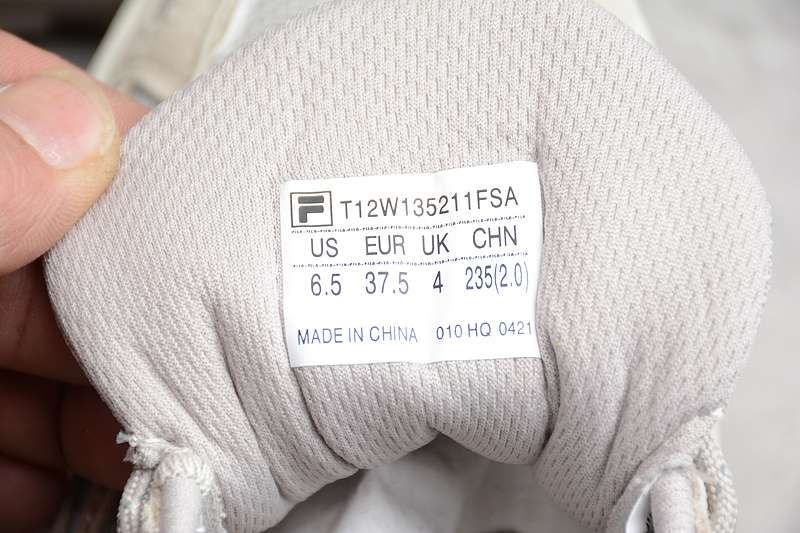 F T12W135211FSA
US EUR UK CHN
6.5 37.5 4 235(2.0)
MADE IN CHINA 010 HQ 0421